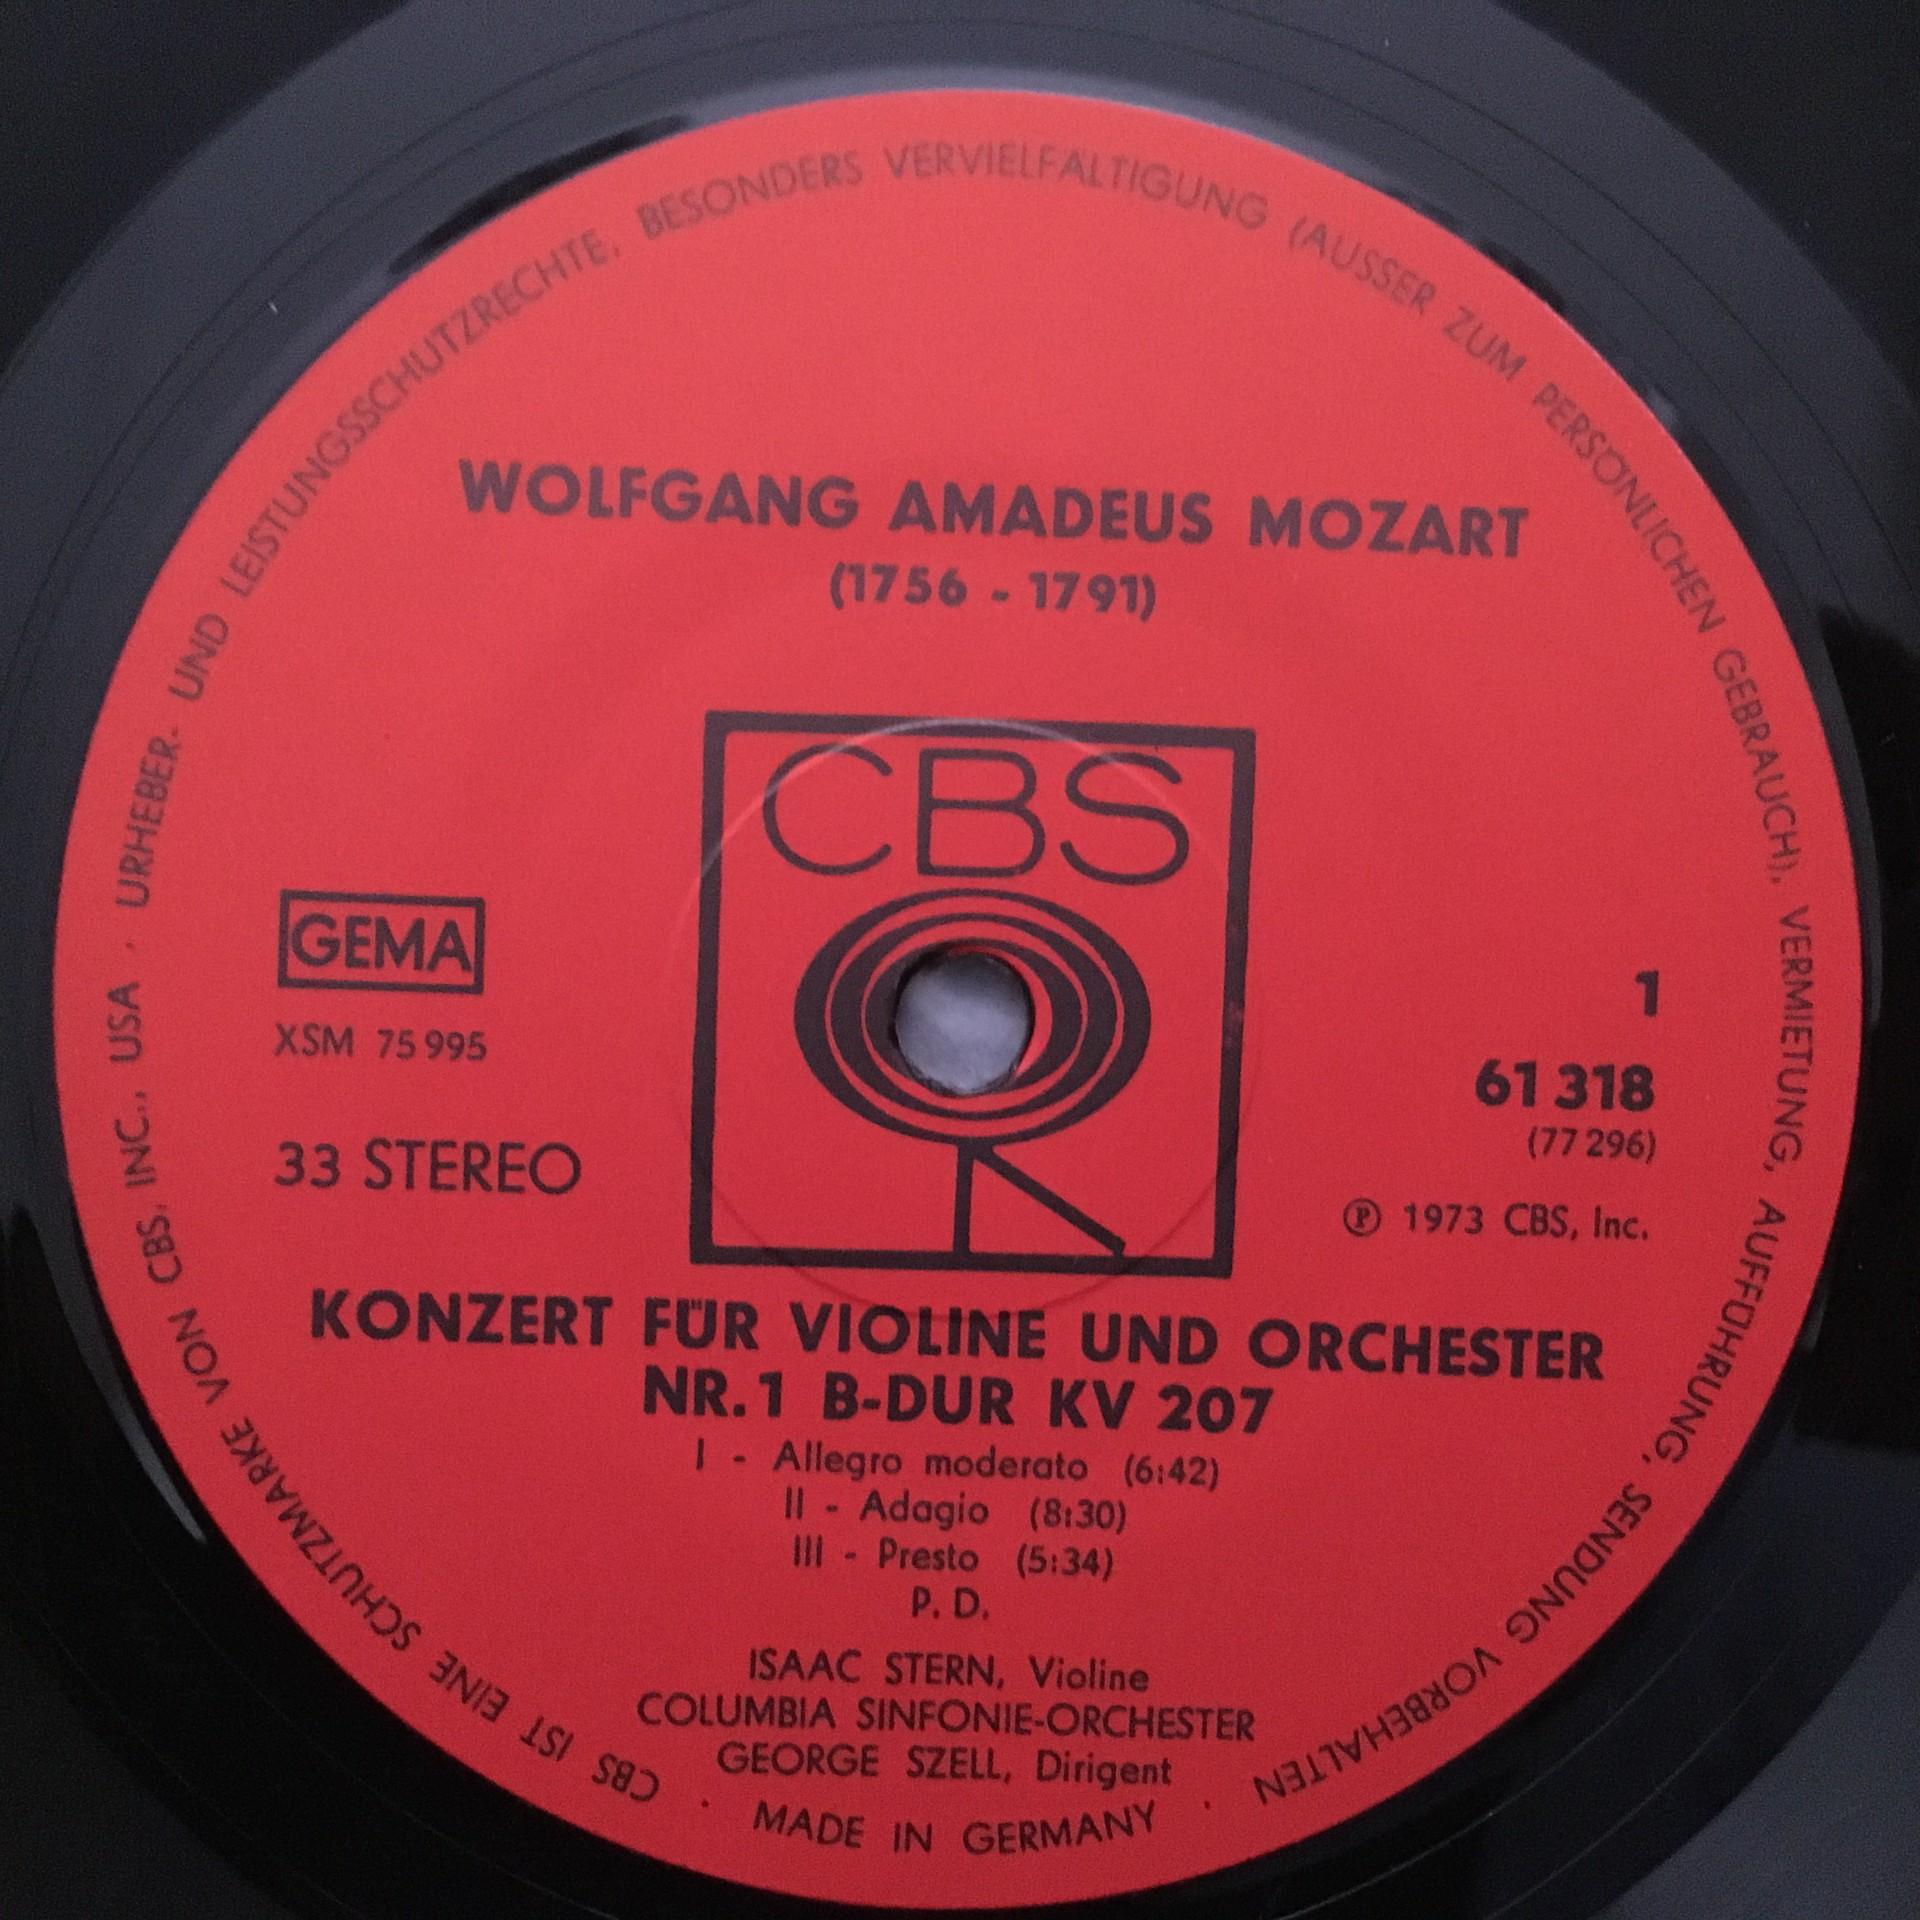 WOLFGANG AMADEUS MOZART
(1756 - 1791)
CBS
GEMA
XSM 75 995
33 STEREO
1
61 318
(77 296)
℗ 1973 CBS, Inc.
KONZERT FÜR VIOLINE UND ORCHESTER
NR. 1 B-DUR KV 207
I - Allegro moderato (6:42)
II - Adagio (8:30)
III - Presto (5:34)
P. D.
ISAAC STERN, Violine
COLUMBIA SINFONIE-ORCHESTER
GEORGE SZELL, Dirigent
CBS IST EINE SCHUTZMARKE VON CBS, INC., USA · URHEBER- UND LEISTUNGSSCHUTZRECHTE, BESONDERS VERVIELFÄLTIGUNG (AUSSER ZUM PERSÖNLICHEN GEBRAUCH), VERMIETUNG, AUFFÜHRUNG, SENDUNG VORBEHALTEN · MADE IN GERMANY ·